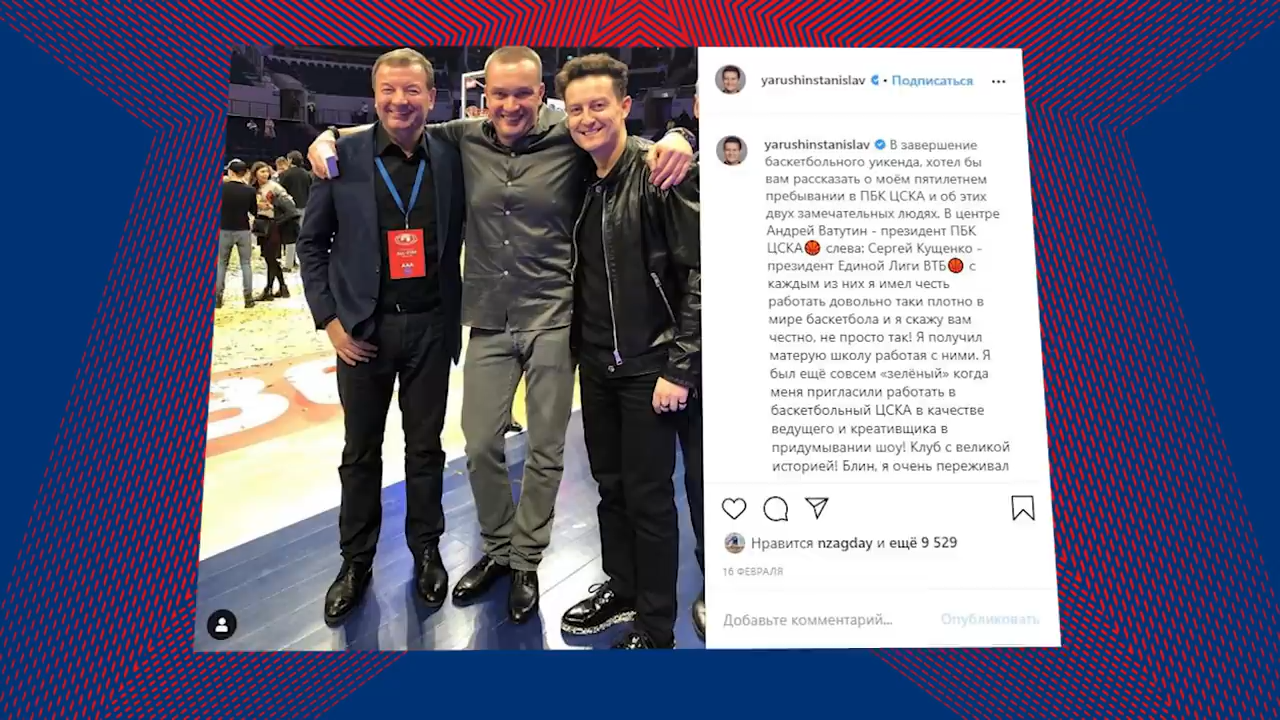 yarushinstanislav • Подписаться •••
yarushinstanislav В завершение
баскетбольного уикенда, хотел бы
вам рассказать о моём пятилетнем
пребывании в ПБК ЦСКА и об этих
двух замечательных людях. В центре
Андрей Ватутин - президент ПБК
ЦСКА🏀 слева: Сергей Кущенко -
президент Единой Лиги ВТБ🏀 с
каждым из них я имел честь
работать довольно таки плотно в
мире баскетбола и я скажу вам
честно, не просто так! Я получил
матерую школу работая с ними. Я
был ещё совсем «зелёный» когда
меня пригласили работать в
баскетбольный ЦСКА в качестве
ведущего и креативщика в
придумывании шоу! Клуб с великой
историей! Блин, я очень переживал
Нравится nzagday и ещё 9 529
16 ФЕВРАЛЯ
Добавьте комментарий... Опубликовать